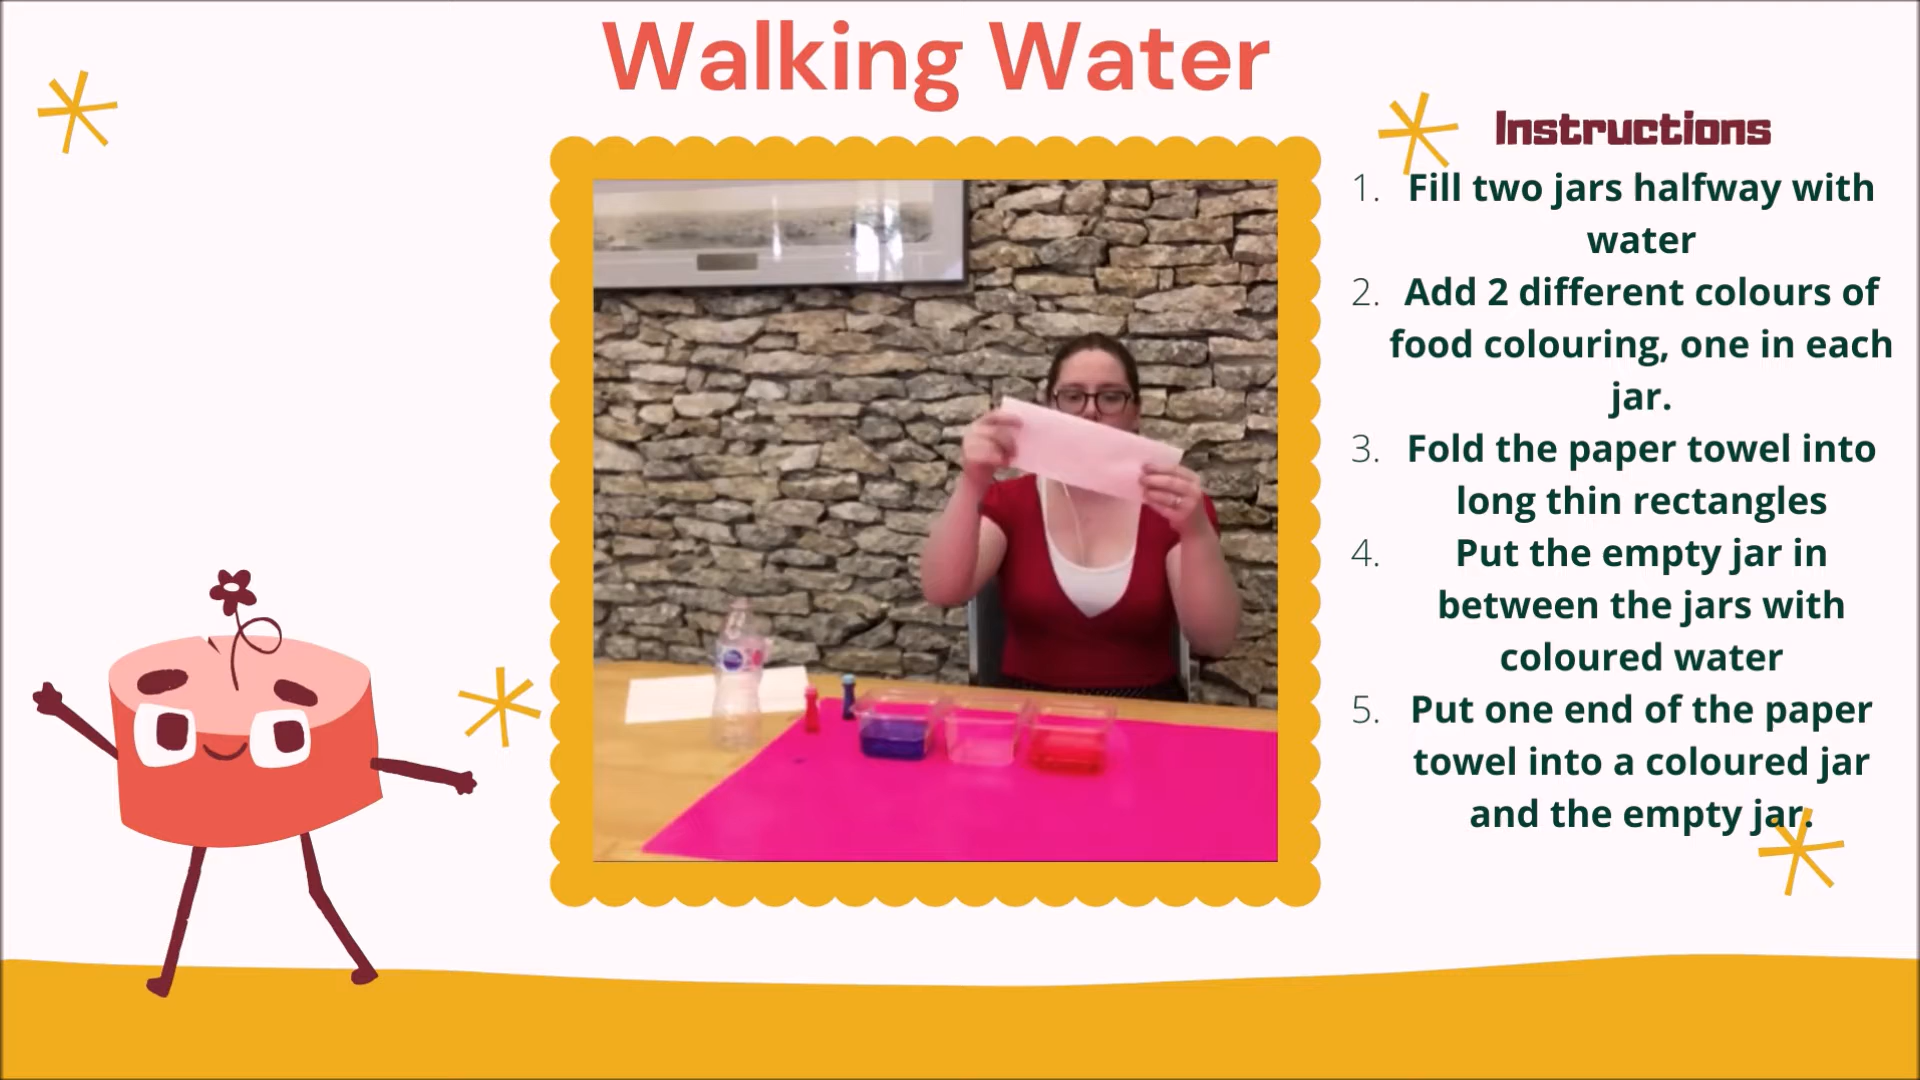 Walking Water
Instructions
1. Fill two jars halfway with
water
2. Add 2 different colours of
food colouring, one in each
jar.
3. Fold the paper towel into
long thin rectangles
4. Put the empty jar in
between the jars with
coloured water
5. Put one end of the paper
towel into a coloured jar
and the empty jar.